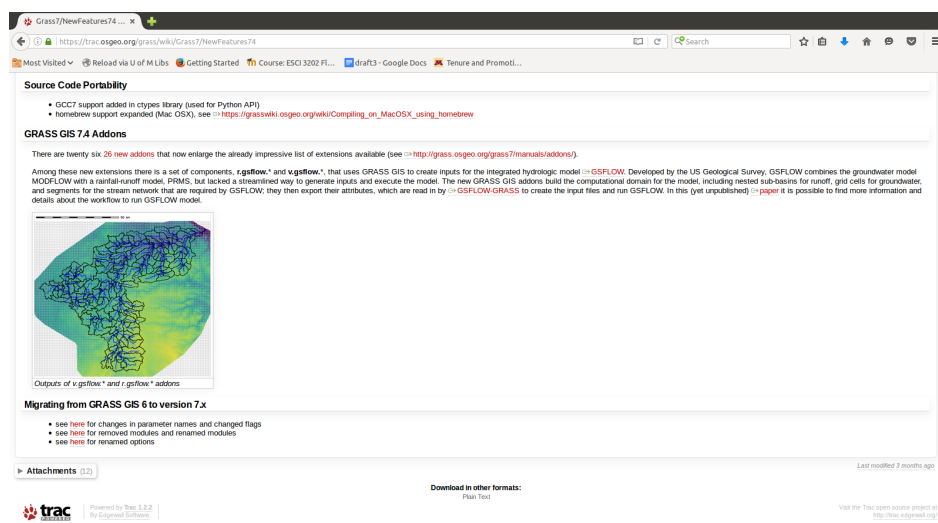 Grass7/NewFeatures74 ...
https://trac.osgeo.org/grass/wiki/Grass7/NewFeatures74
Search
Most Visited Reload via U of M Libs Getting Started Course: ESCI 3202 Fl... draft3 - Google Docs Tenure and Promoti...
Source Code Portability
GCC7 support added in ctypes library (used for Python API)
homebrew support expanded (Mac OSX), see https://grasswiki.osgeo.org/wiki/Compiling_on_MacOSX_using_homebrew
GRASS GIS 7.4 Addons
There are twenty six 26 new addons that now enlarge the already impressive list of extensions available (see http://grass.osgeo.org/grass7/manuals/addons/).
Among these new extensions there is a set of components, r.gsflow.* and v.gsflow.*, that uses GRASS GIS to create inputs for the integrated hydrologic model GSFLOW. Developed by the US Geological Survey, GSFLOW combines the groundwater model
MODFLOW with a rainfall-runoff model, PRMS, but lacked a streamlined way to generate inputs and execute the model. The new GRASS GIS addons build the computational domain for the model, including nested sub-basins for runoff, grid cells for groundwater,
and segments for the stream network that are required by GSFLOW; they then export their attributes, which are read in by GSFLOW-GRASS to create the input files and run GSFLOW. In this (yet unpublished) paper it is possible to find more information and
details about the workflow to run GSFLOW model.
Outputs of v.gsflow.* and r.gsflow.* addons
Migrating from GRASS GIS 6 to version 7.x
see here for changes in parameter names and changed flags
see here for removed modules and renamed modules
see here for renamed options
Attachments (12)
Last modified 3 months ago
Download in other formats:
Plain Text
trac
POWERED
Powered by Trac 1.2.2
By Edgewall Software.
Visit the Trac open source project at
http://trac.edgewall.org/